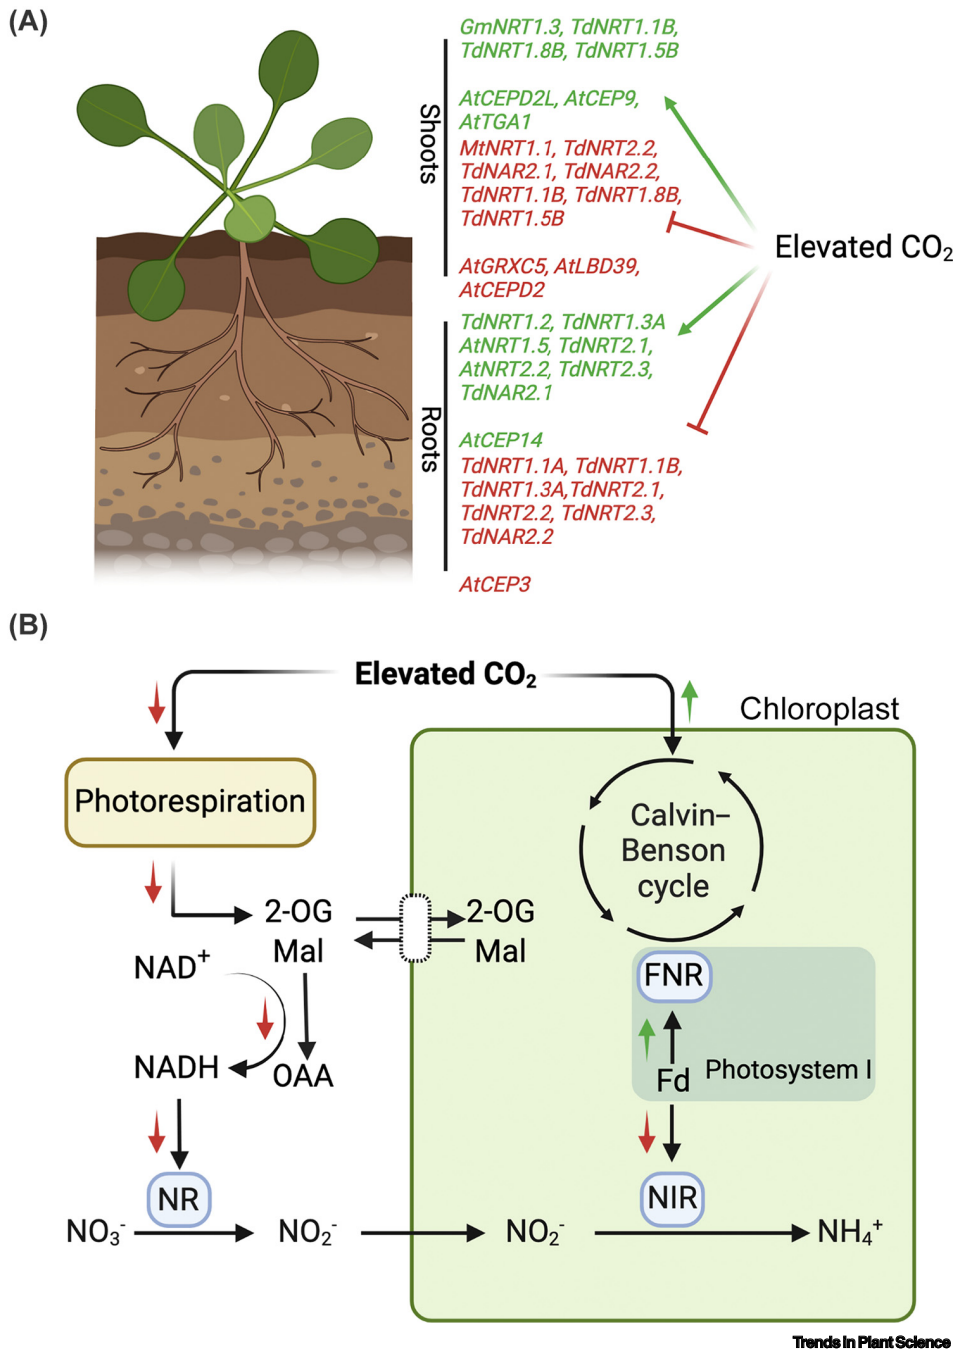 (A)
GmNRT1.3, TdNRT1.1B,
TdNRT1.8B, TdNRT1.5B
AtCEPD2L, AtCEP9,
AtTGA1
MtNRT1.1, TdNRT2.2,
TdNAR2.1, TdNAR2.2,
TdNRT1.1B, TdNRT1.8B,
TdNRT1.5B
AtGRXC5, AtLBD39,
AtCEPD2
Shoots
Elevated CO₂
TdNRT1.2, TdNRT1.3A
AtNRT1.5, TdNRT2.1,
AtNRT2.2, TdNRT2.3,
TdNAR2.1
AtCEP14
TdNRT1.1A, TdNRT1.1B,
TdNRT1.3A,TdNRT2.1,
TdNRT2.2, TdNRT2.3,
TdNAR2.2
AtCEP3
Roots
(B)
Elevated CO₂
Chloroplast
Photorespiration
Calvin–
Benson
cycle
2-OG
2-OG
Mal
Mal
NAD⁺
FNR
NADH
OAA
Fd
Photosystem I
NR
NIR
NO₃⁻
NO₂⁻
NO₂⁻
NH₄⁺
Trends in Plant Science